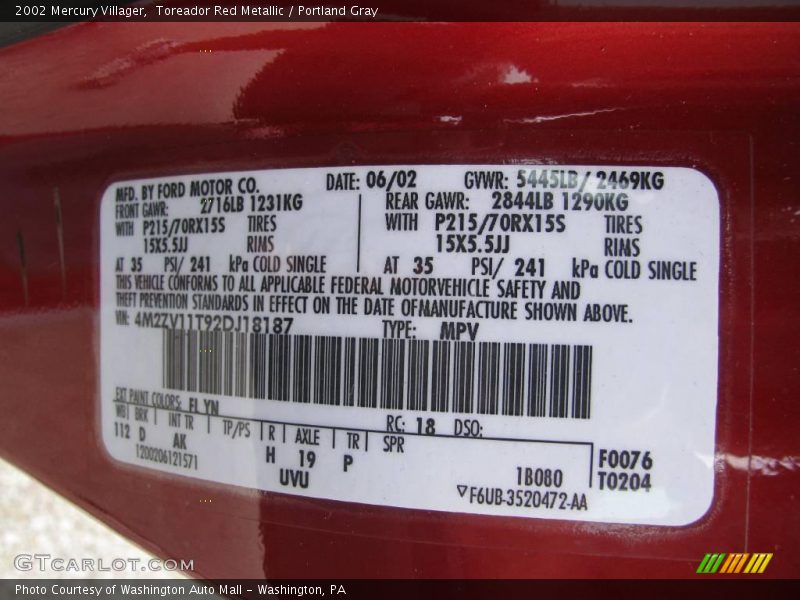 2002 Mercury Villager, Toreador Red Metallic / Portland Gray
MFD. BY FORD MOTOR CO. DATE: 06/02 GVWR: 5445LB/ 2469KG
FRONT GAWR: 2716LB 1231KG REAR GAWR: 2844LB 1290KG
WITH P215/70RX15S TIRES WITH P215/70RX15S TIRES
15X5.5JJ RIMS 15X5.5JJ RIMS
AT 35 PSI/ 241 kPa COLD SINGLE AT 35 PSI/ 241 kPa COLD SINGLE
THIS VEHICLE CONFORMS TO ALL APPLICABLE FEDERAL MOTORVEHICLE SAFETY AND
THEFT PREVENTION STANDARDS IN EFFECT ON THE DATE OF MANUFACTURE SHOWN ABOVE.
VIN: 4M2ZV11T92DJ18187 TYPE: MPV
EXT PAINT COLORS: FL YN RC: 18 DSO:
WB BRK INT TR TP/PS R AXLE TR SPR
112 D AK H 19 P F0076
1200206121571 UVU 1B080 T0204
▽F6UB-3520472-AA
GTCARLOT.COM
Photo Courtesy of Washington Auto Mall - Washington, PA